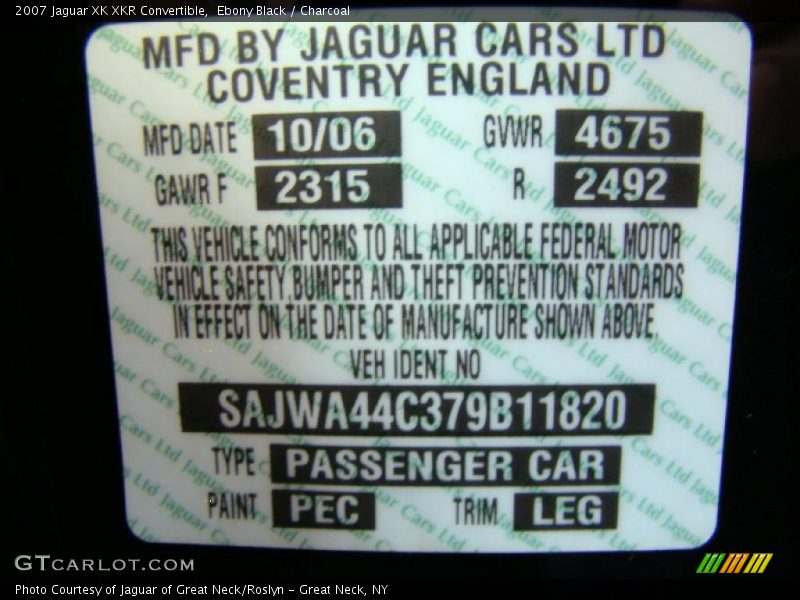 2007 Jaguar XK XKR Convertible,  Ebony Black / Charcoal
MFD BY JAGUAR CARS LTD
COVENTRY ENGLAND
MFD DATE 10/06 GVWR 4675
GAWR F 2315 R 2492
THIS VEHICLE CONFORMS TO ALL APPLICABLE FEDERAL MOTOR
VEHICLE SAFETY, BUMPER AND THEFT PREVENTION STANDARDS
IN EFFECT ON THE DATE OF MANUFACTURE SHOWN ABOVE.
VEH IDENT NO
SAJWA44C379B11820
TYPE PASSENGER CAR
PAINT PEC TRIM LEG
GTCARLOT.COM
Photo Courtesy of Jaguar of Great Neck/Roslyn – Great Neck, NY